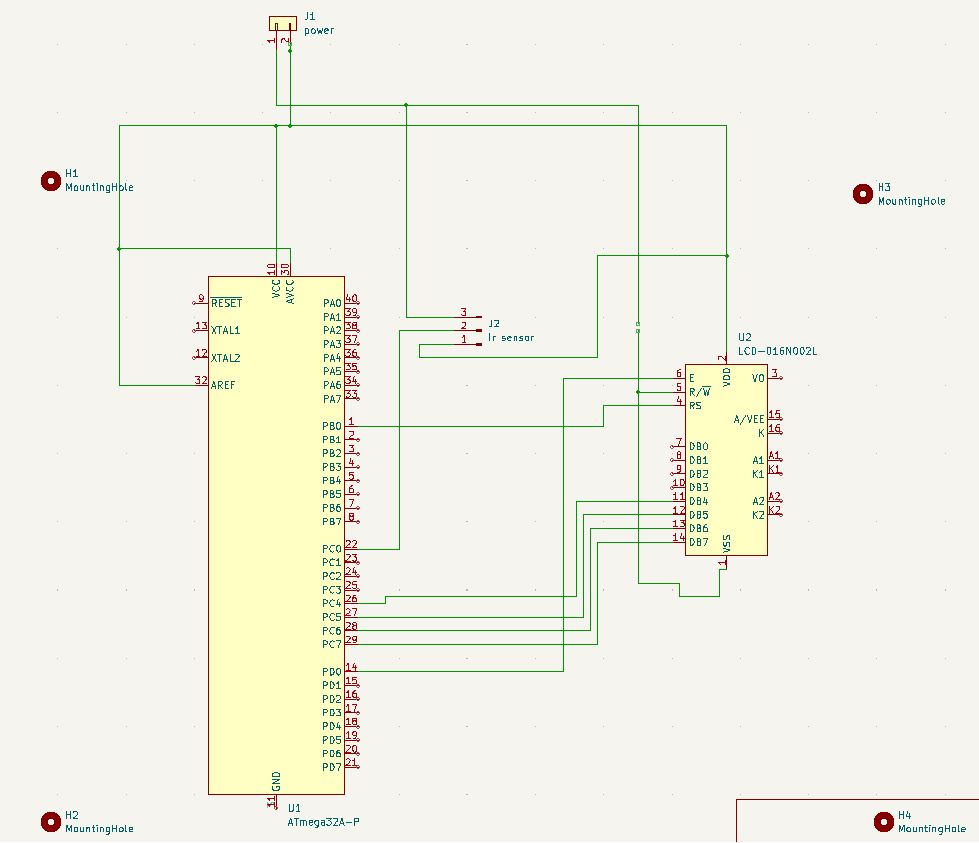 J1
power
1
2
H1
MountingHole
H3
MountingHole
10
30
VCC
AVCC
9
RESET
13
XTAL1
12
XTAL2
32
AREF
PA0
40
PA1
39
PA2
38
PA3
37
PA4
36
PA5
35
PA6
34
PA7
33
PB0
1
PB1
2
PB2
3
PB3
4
PB4
5
PB5
6
PB6
7
PB7
8
PC0
22
PC1
23
PC2
24
PC3
25
PC4
26
PC5
27
PC6
28
PC7
29
PD0
14
PD1
15
PD2
16
PD3
17
PD4
18
PD5
19
PD6
20
PD7
21
GND
11
U1
ATmega32A-P
3
2
1
J2
Ir sensor
U2
LCD-016N002L
2
VDD
6
E
5
R/W
4
RS
7
DB0
8
DB1
9
DB2
10
DB3
11
DB4
12
DB5
13
DB6
14
DB7
VO
3
A/VEE
15
K
16
A1
A1
K1
K1
A2
A2
K2
K2
VSS
1
H2
MountingHole
H4
MountingHole